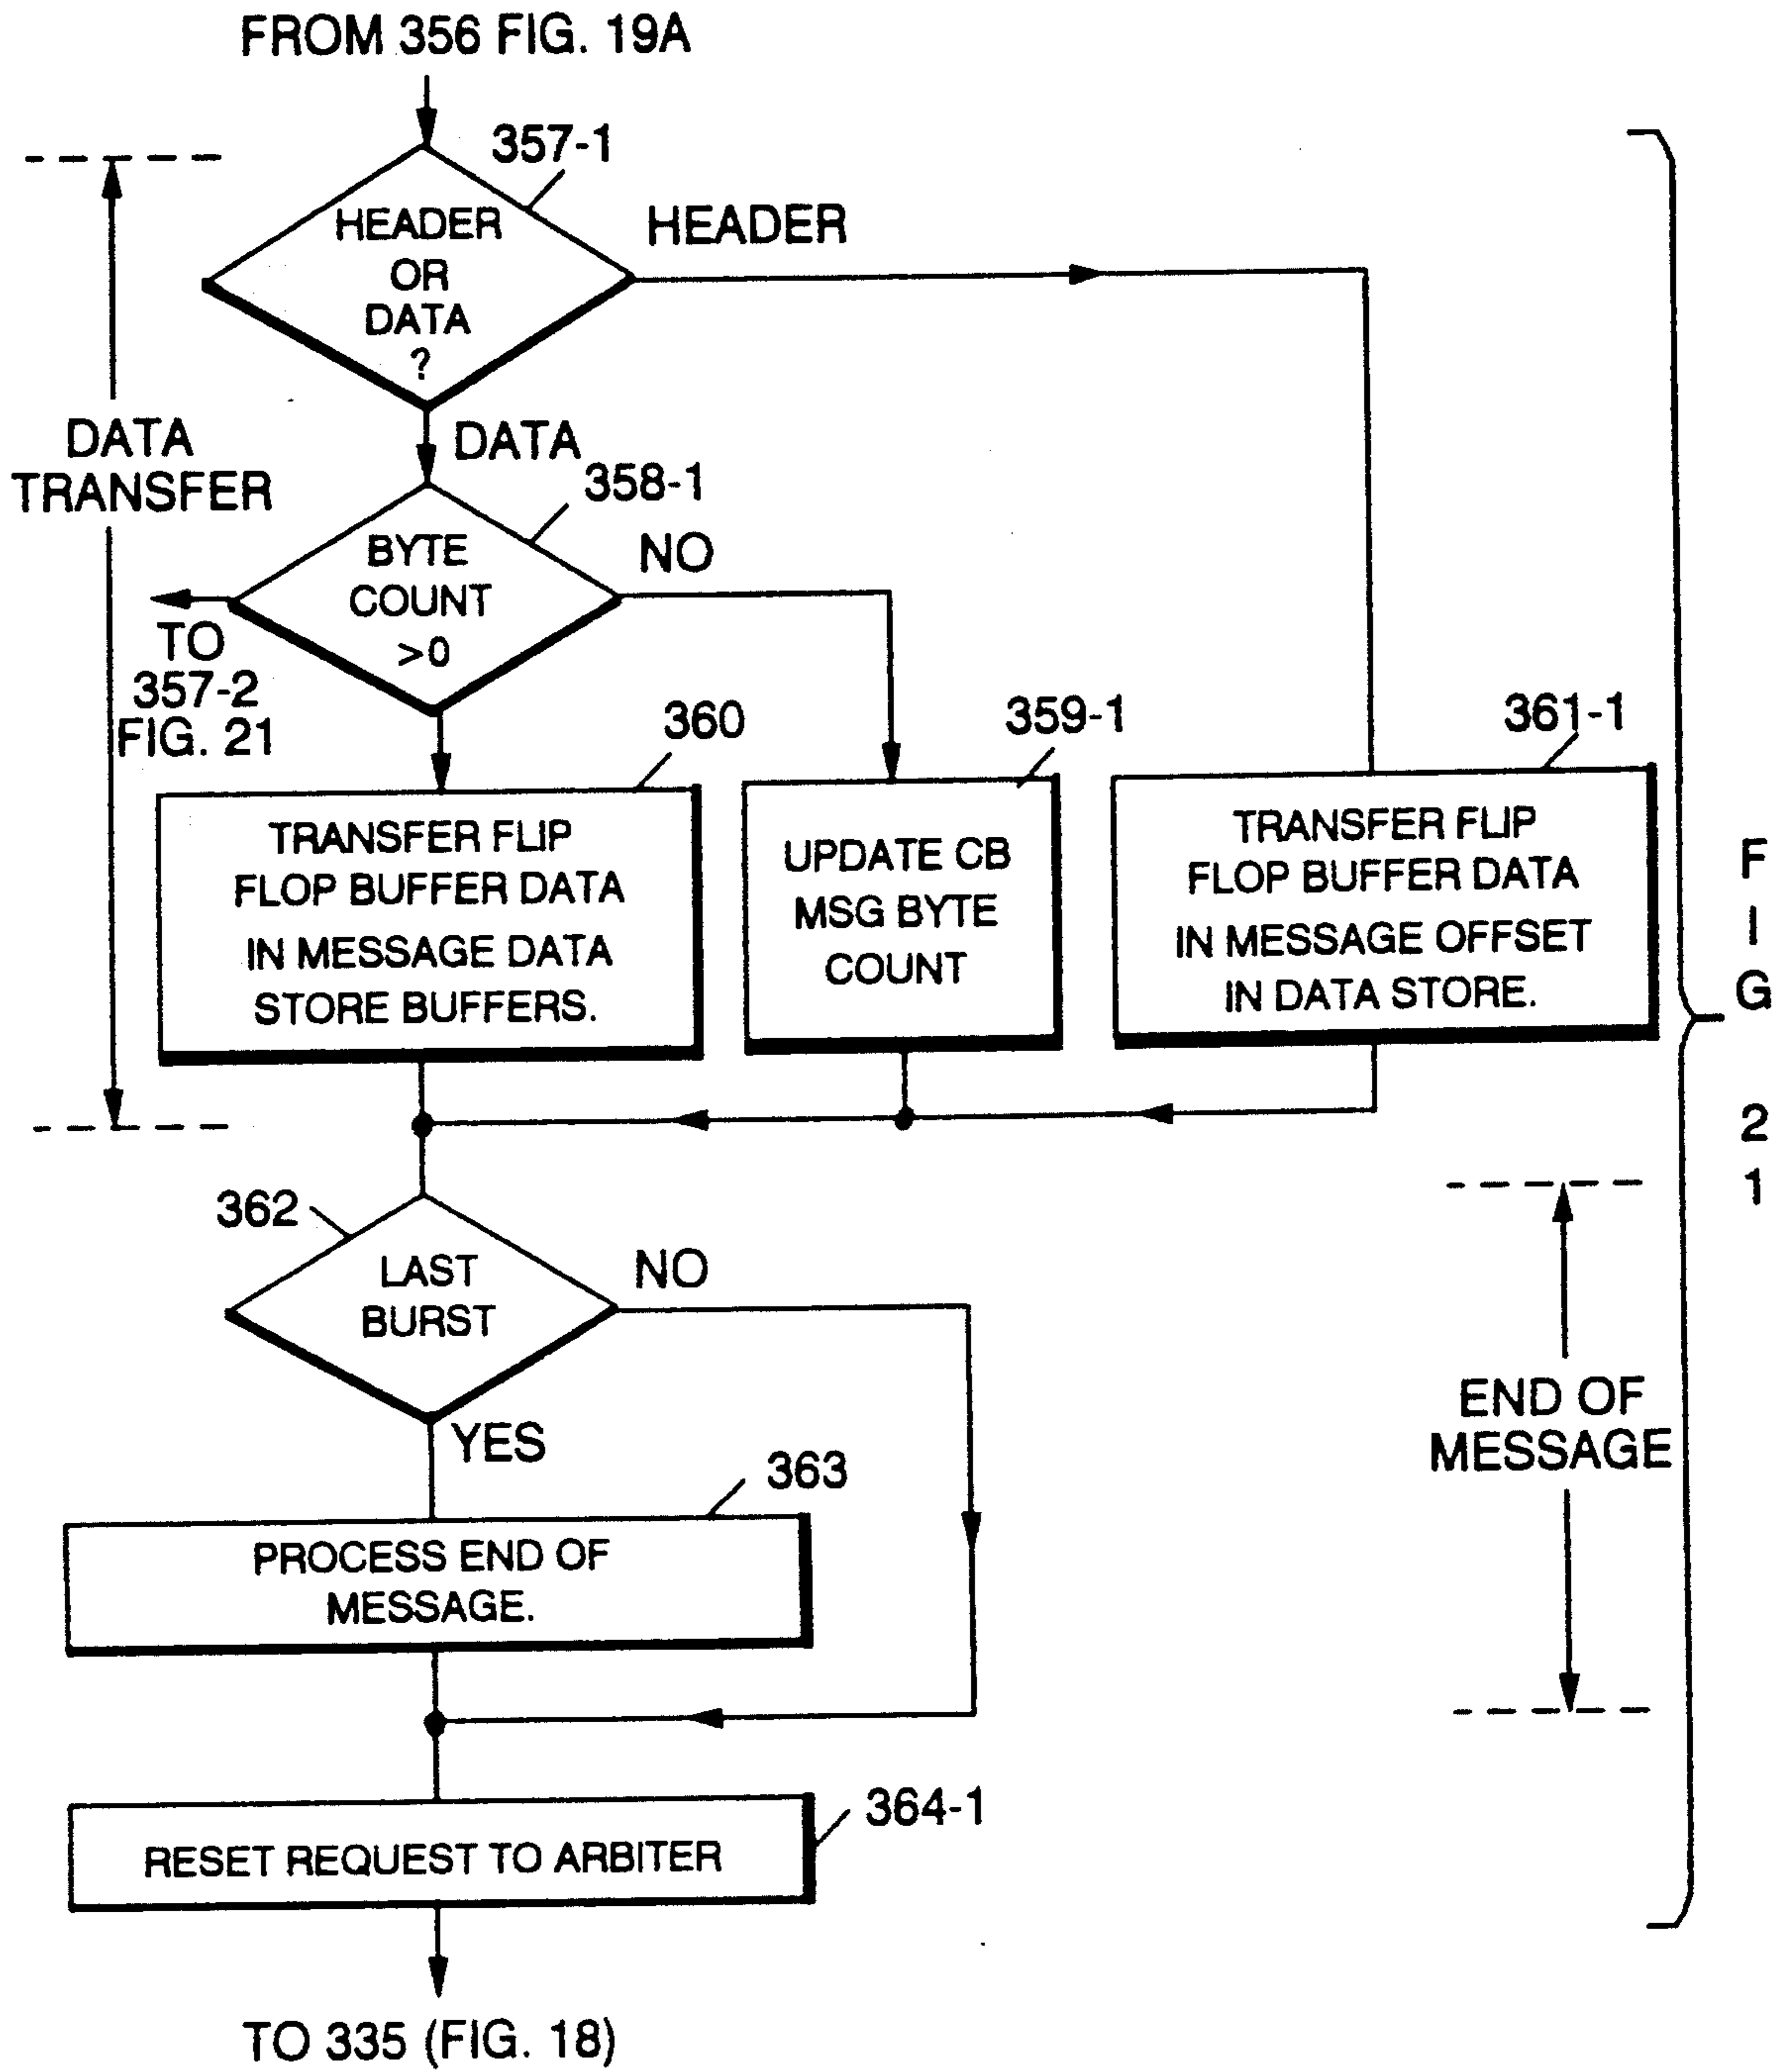 FROM 356 FIG. 19A
357-1
HEADER
OR
DATA
?
HEADER
DATA
TRANSFER
DATA
358-1
BYTE
COUNT
>0
NO
TO
357-2
FIG. 21
360
TRANSFER FLIP
FLOP BUFFER DATA
IN MESSAGE DATA
STORE BUFFERS.
359-1
UPDATE CB
MSG BYTE
COUNT
361-1
TRANSFER FLIP
FLOP BUFFER DATA
IN MESSAGE OFFSET
IN DATA STORE.
362
LAST
BURST
NO
YES
363
PROCESS END OF
MESSAGE.
END OF
MESSAGE
364-1
RESET REQUEST TO ARBITER
TO 335 (FIG. 18)
F
I
G
2
1